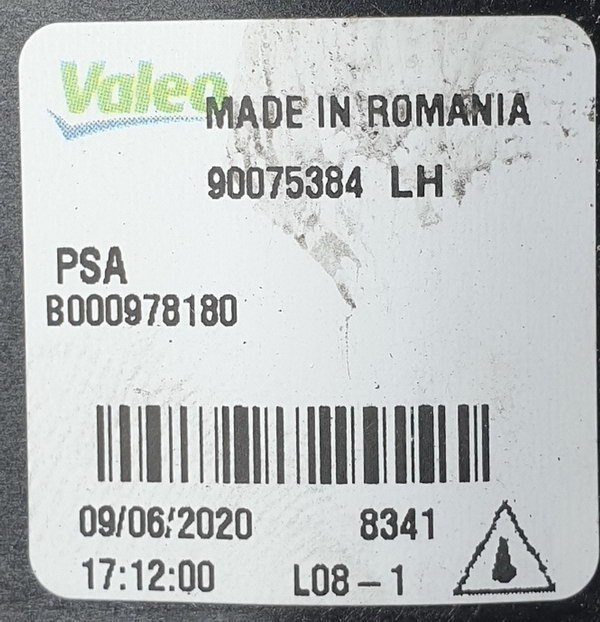 Valeo
MADE IN ROMANIA
90075384 LH
PSA
B000978180
09/06/2020 8341
17:12:00 L08-1